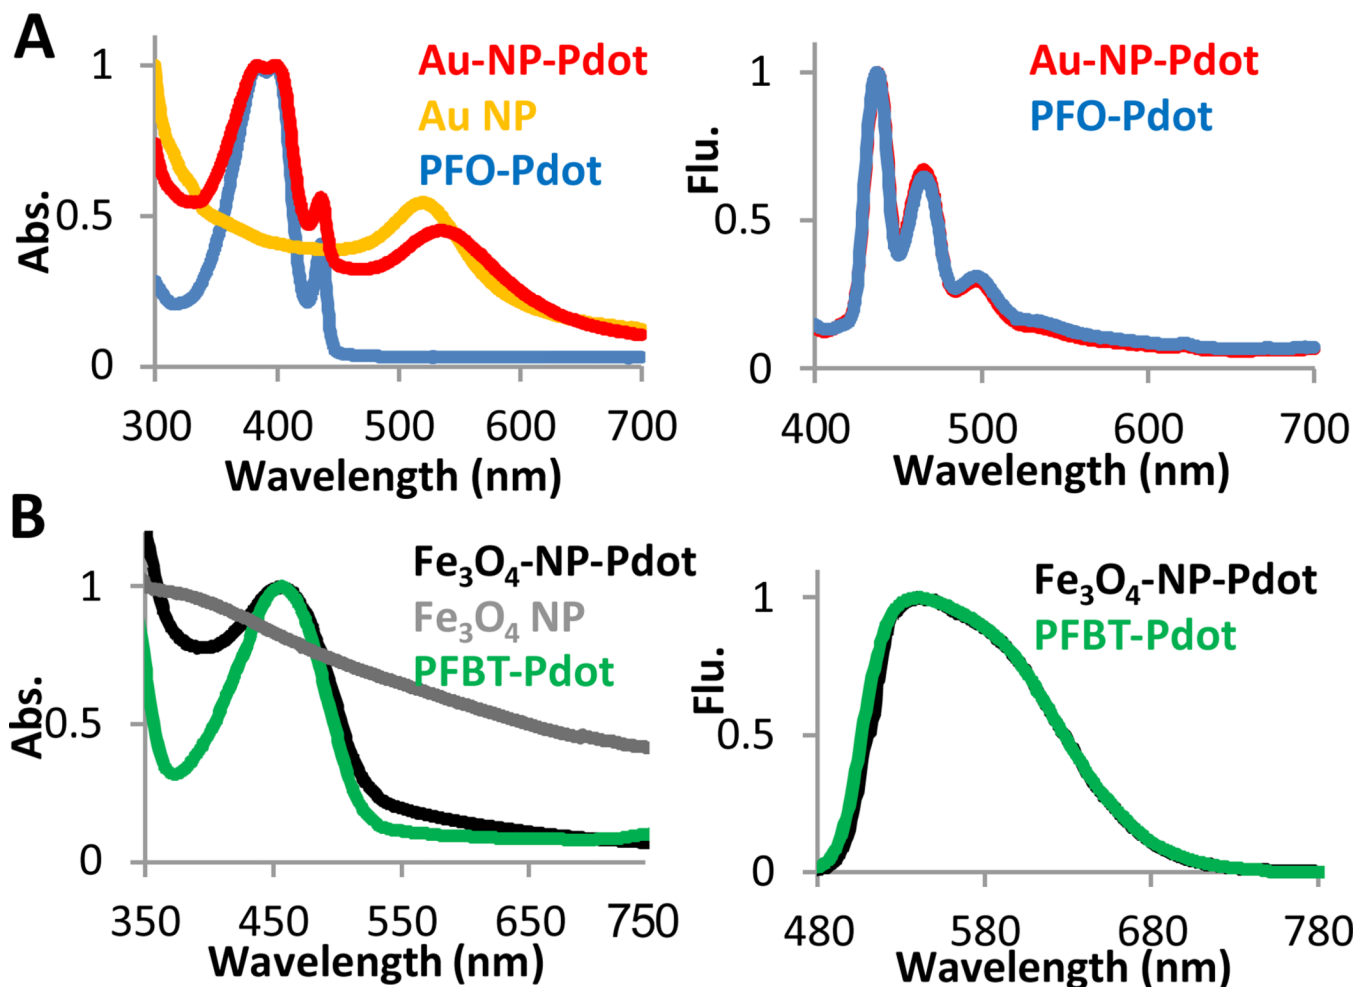 A
Au-NP-Pdot
Au NP
PFO-Pdot
Abs.
1
0.5
0
300 400 500 600 700
Wavelength (nm)
Au-NP-Pdot
PFO-Pdot
Flu.
1
0.5
0
400 500 600 700
Wavelength (nm)
B
Fe₃O₄-NP-Pdot
Fe₃O₄ NP
PFBT-Pdot
Abs.
1
0.5
0
350 450 550 650 750
Wavelength (nm)
Fe₃O₄-NP-Pdot
PFBT-Pdot
Flu.
1
0.5
0
480 580 680 780
Wavelength (nm)